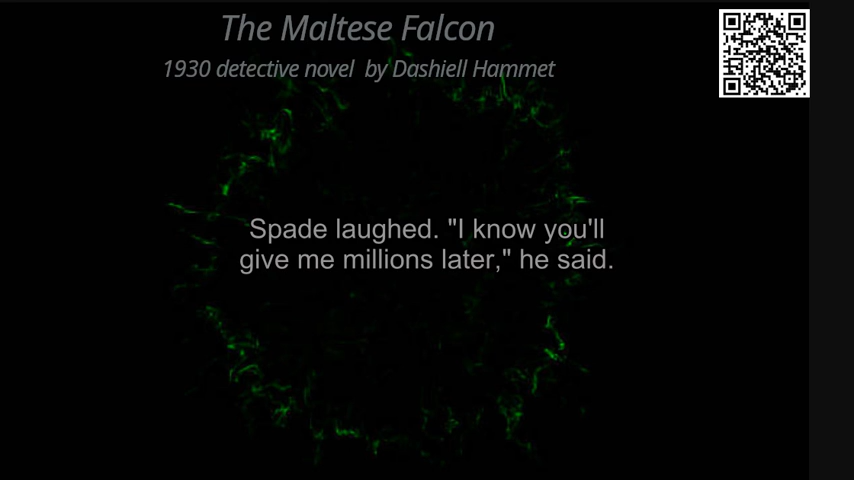 The Maltese Falcon
1930 detective novel by Dashiell Hammet
Spade laughed. "I know you'll
give me millions later," he said.